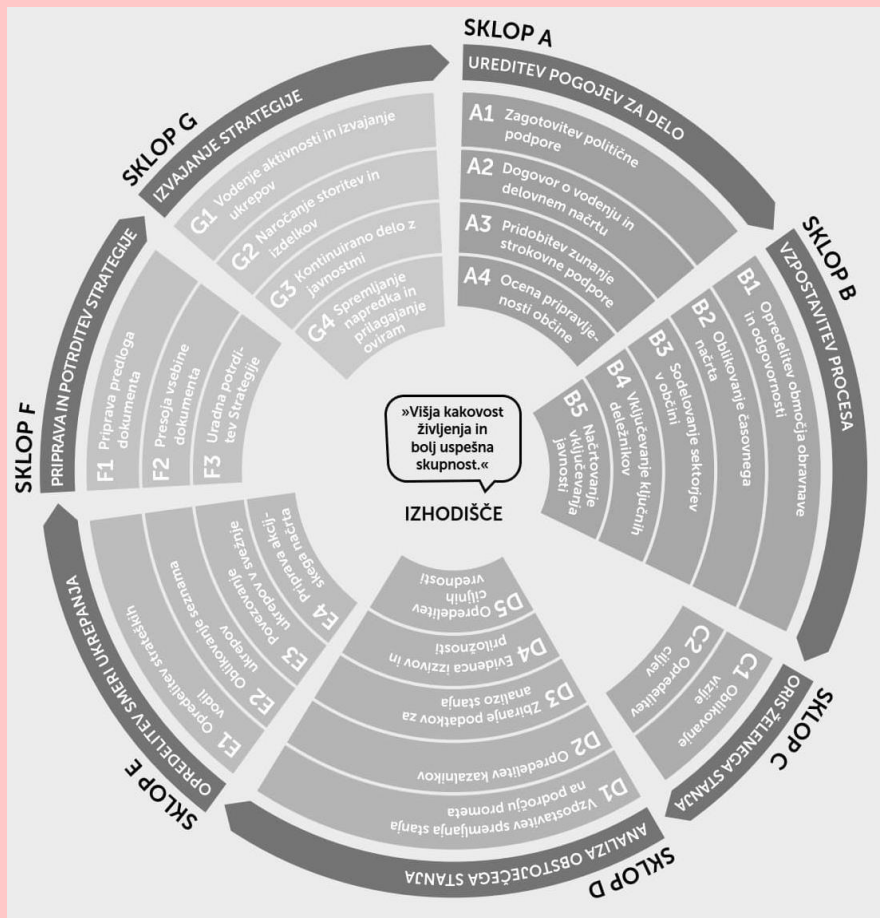 SKLOP A
UREDITEV POGOJEV ZA DELO
A1 Zagotovitev politične
podpore
A2 Dogovor o vodenju in
delovnem načrtu
A3 Pridobitev zunanje
strokovne podpore
A4 Ocena pripravlje-
nosti občine
SKLOP B
VZPOSTAVITEV PROCESA
B1 Opredelitev območja obravnave
in odgovornosti
B2 Oblikovanje časovnega
načrta
B3 Sodelovanje sektorjev
v občini
B4 Vključevanje ključnih
deležnikov
B5 Načrtovanje
vključevanja
javnosti
SKLOP C
ORIS ŽELENEGA STANJA
C1 Oblikovanje
vizije
C2 Opredelitev
ciljev
SKLOP D
ANALIZA OBSTOJEČEGA STANJA
D1 Vzpostavitev spremljanja stanja
na področju prometa
D2 Opredelitev kazalnikov
D3 Zbiranje podatkov za
analizo stanja
D4 Evidenca izzivov in
priložnosti
D5 Opredelitev
ciljnih
vrednosti
SKLOP E
OPREDELITEV SMERI UKREPANJA
E1 Opredelitev strateških
vodil
E2 Oblikovanje seznama
ukrepov
E3 Povezovanje
ukrepov v svežnje
E4 Priprava akcij-
skega načrta
SKLOP F
PRIPRAVA IN POTRDITEV STRATEGIJE
F1 Priprava predloga
dokumenta
F2 Presoja vsebine
dokumenta
F3 Uradna potrdi-
tev Strategije
SKLOP G
IZVAJANJE STRATEGIJE
G1 Vodenje aktivnosti in izvajanje
ukrepov
G2 Naročanje storitev in
izdelkov
G3 Kontinuirano delo z
javnostmi
G4 Spremljanje
napredka in
prilagajanje
oviram
»Višja kakovost
življenja in
bolj uspešna
skupnost.«
IZHODIŠČE